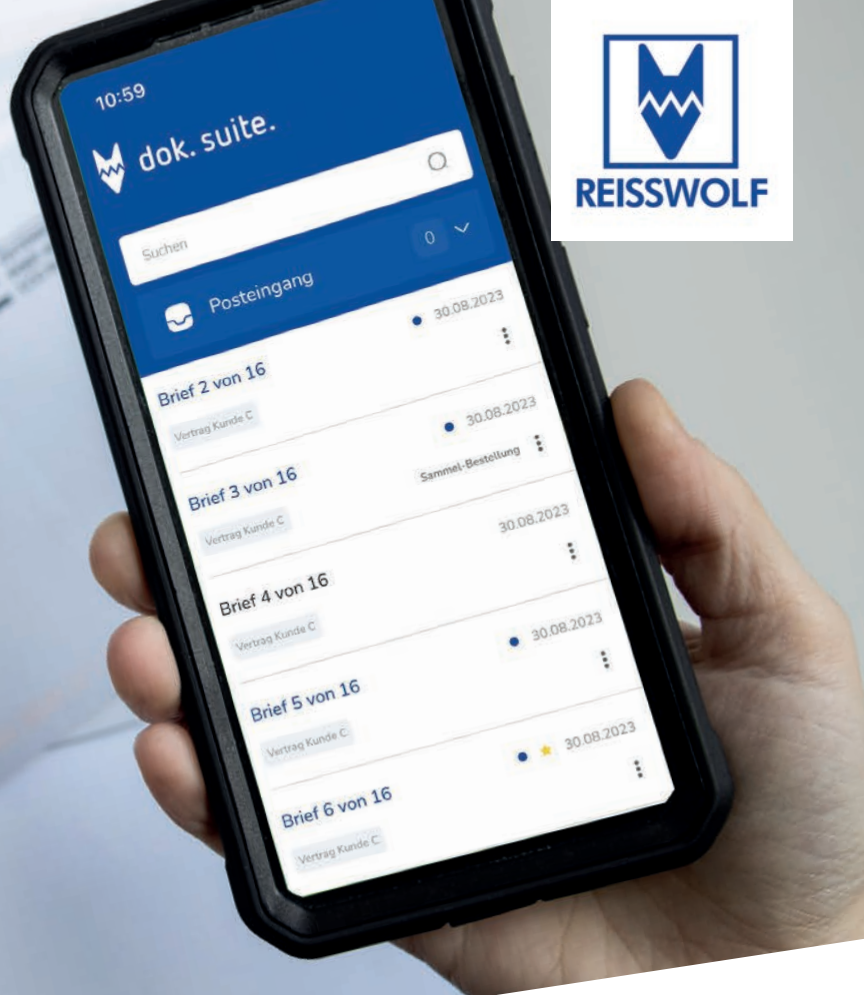 10:59
dok. suite.
Suchen
Posteingang 0
30.08.2023
Brief 2 von 16
Vertrag Kunde C
30.08.2023
Brief 3 von 16
Sammel-Bestellung
Vertrag Kunde C
30.08.2023
Brief 4 von 16
Vertrag Kunde C
30.08.2023
Brief 5 von 16
Vertrag Kunde C
30.08.2023
Brief 6 von 16
Vertrag Kunde C
REISSWOLF